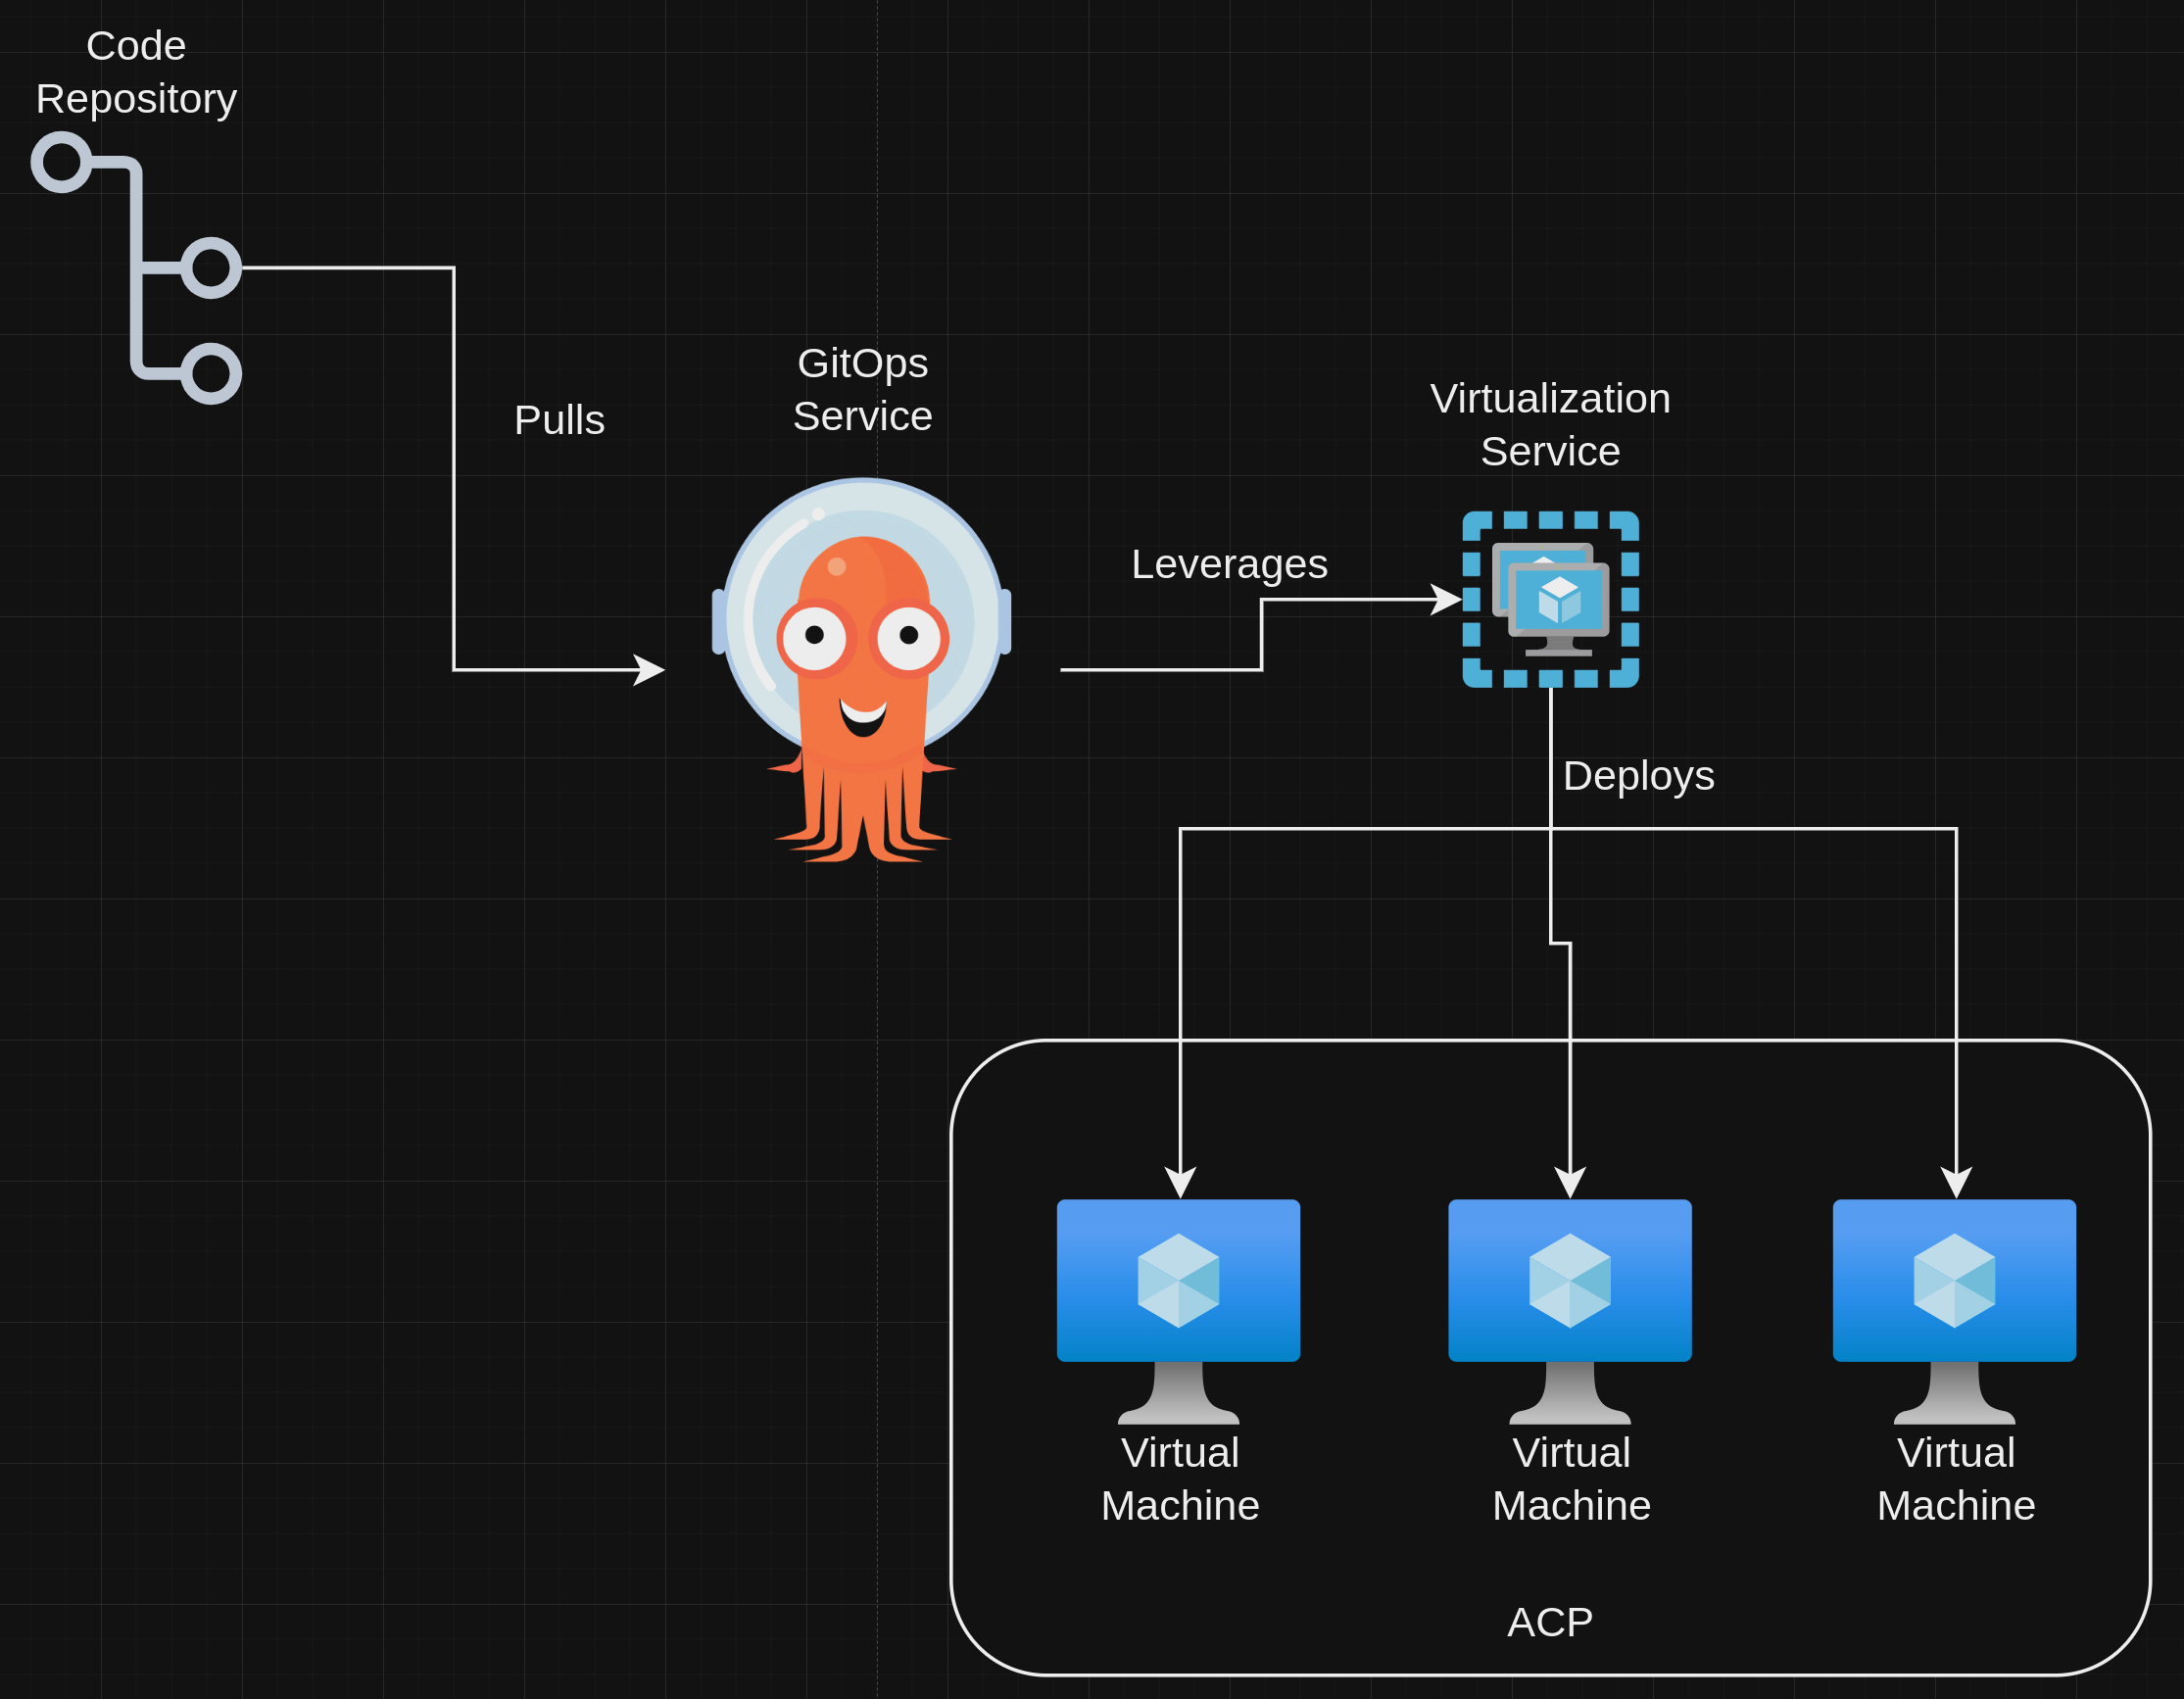 Code
Repository
Pulls
GitOps
Service
Leverages
Virtualization
Service
Deploys
Virtual
Machine
Virtual
Machine
Virtual
Machine
ACP